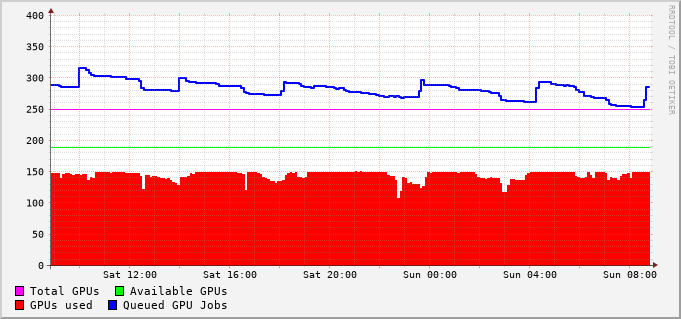 400
350
300
250
200
150
100
50
0
Sat 12:00 Sat 16:00 Sat 20:00 Sun 00:00 Sun 04:00 Sun 08:00
Total GPUs Available GPUs
GPUs used Queued GPU Jobs
RRDTOOL / TOBI OETIKER